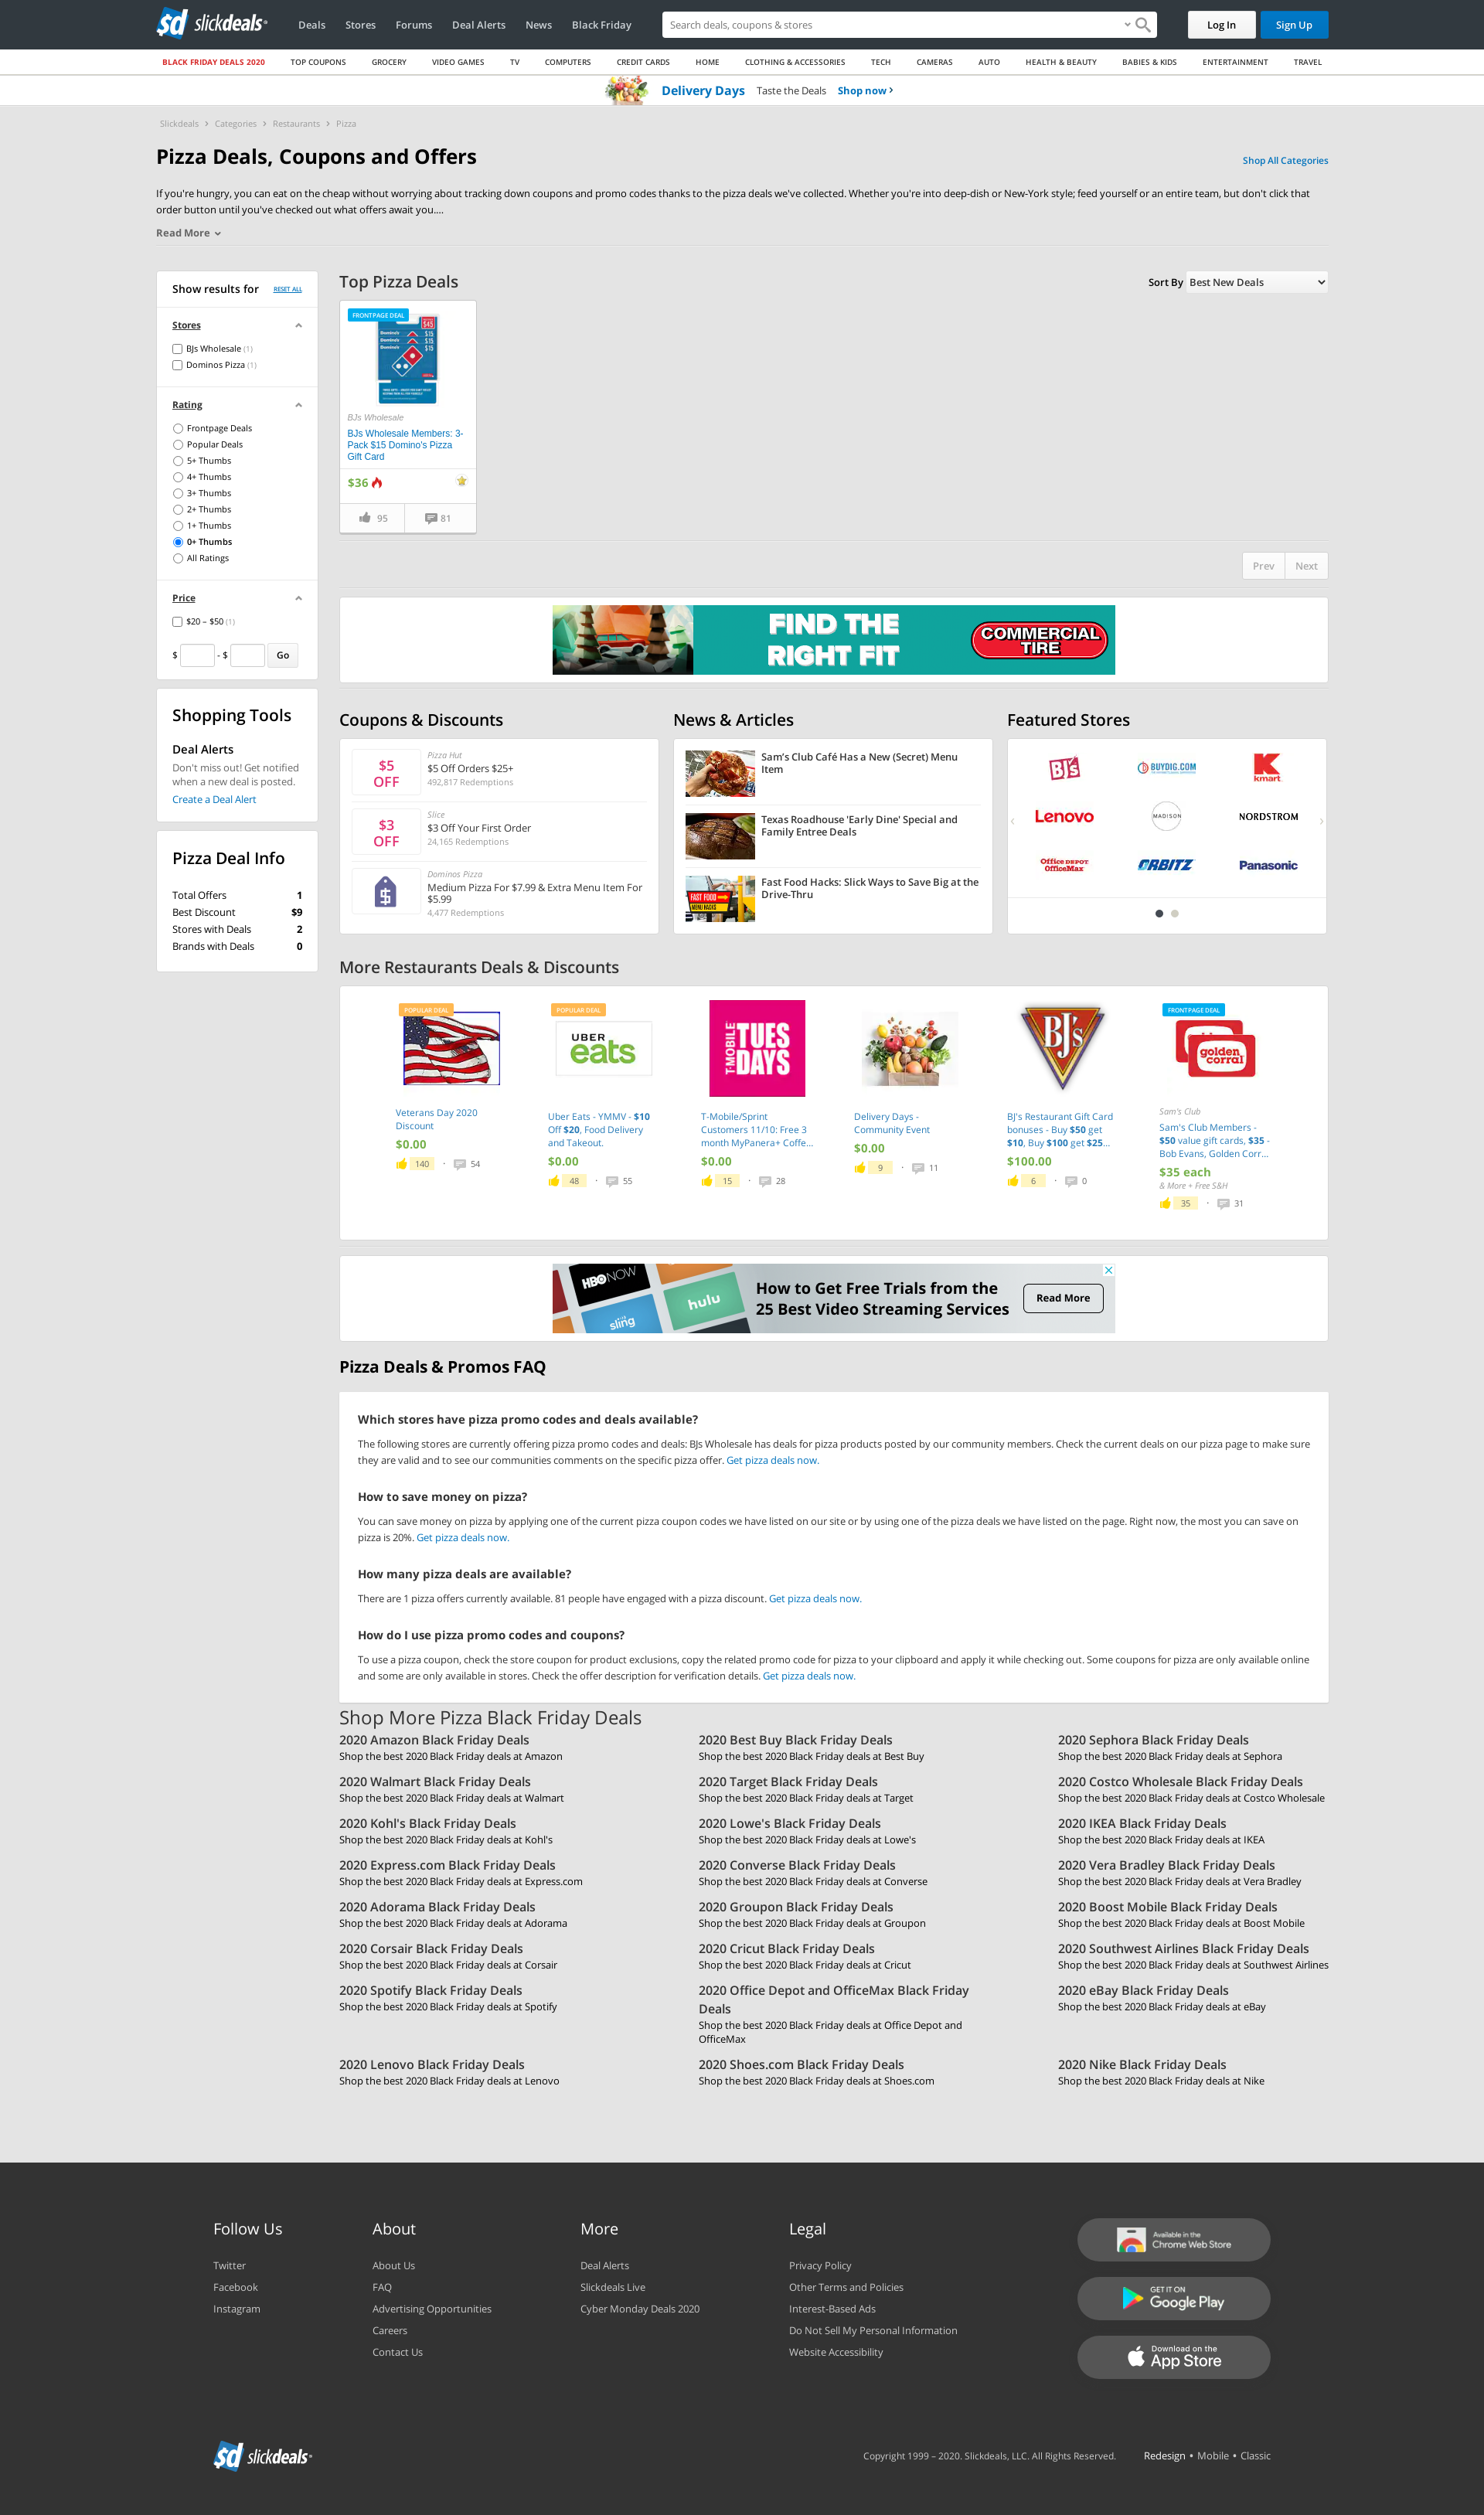 sd slickdeals
Deals Stores Forums Deal Alerts News Black Friday
Search deals, coupons & stores
Log In Sign Up
BLACK FRIDAY DEALS 2020 TOP COUPONS GROCERY VIDEO GAMES TV COMPUTERS CREDIT CARDS HOME CLOTHING & ACCESSORIES TECH CAMERAS AUTO HEALTH & BEAUTY BABIES & KIDS ENTERTAINMENT TRAVEL
Delivery Days Taste the Deals Shop now ›
Slickdeals › Categories › Restaurants › Pizza
Pizza Deals, Coupons and Offers
Shop All Categories
If you're hungry, you can eat on the cheap without worrying about tracking down coupons and promo codes thanks to the pizza deals we've collected. Whether you're into deep-dish or New-York style; feed yourself or an entire team, but don't click that
order button until you've checked out what offers await you....
Read More
Show results for RESET ALL
Stores
BJs Wholesale (1)
Dominos Pizza (1)
Rating
Frontpage Deals
Popular Deals
5+ Thumbs
4+ Thumbs
3+ Thumbs
2+ Thumbs
1+ Thumbs
0+ Thumbs
All Ratings
Price
$20 – $50 (1)
$ - $ Go
Shopping Tools
Deal Alerts
Don't miss out! Get notified
when a new deal is posted.
Create a Deal Alert
Pizza Deal Info
Total Offers 1
Best Discount $9
Stores with Deals 2
Brands with Deals 0
Top Pizza Deals
Sort By Best New Deals
FRONTPAGE DEAL
$45
Domino's $15
Domino's $15
Domino's $15
BJs Wholesale
BJs Wholesale Members: 3-
Pack $15 Domino's Pizza
Gift Card
$36
95 81
Prev Next
FIND THE
RIGHT FIT
COMMERCIAL
TIRE
Coupons & Discounts
$5
OFF
Pizza Hut
$5 Off Orders $25+
492,817 Redemptions
$3
OFF
Slice
$3 Off Your First Order
24,165 Redemptions
$
Dominos Pizza
Medium Pizza For $7.99 & Extra Menu Item For
$5.99
4,477 Redemptions
News & Articles
Sam's Club Café Has a New (Secret) Menu
Item
Texas Roadhouse 'Early Dine' Special and
Family Entree Deals
FAST FOOD
MENU HACKS
Fast Food Hacks: Slick Ways to Save Big at the
Drive-Thru
Featured Stores
BJ's BUYDIG.COM kmart
Lenovo MADISON NORDSTROM
Office DEPOT OfficeMax ORBITZ Panasonic
More Restaurants Deals & Discounts
POPULAR DEAL
Veterans Day 2020
Discount
$0.00
140 · 54
POPULAR DEAL
UBER
eats
Uber Eats - YMMV - $10
Off $20, Food Delivery
and Takeout.
$0.00
48 · 55
T-MOBILE
TUES
DAYS
T-Mobile/Sprint
Customers 11/10: Free 3
month MyPanera+ Coffe...
$0.00
15 · 28
Delivery Days -
Community Event
$0.00
9 · 11
BJ's
BJ's Restaurant Gift Card
bonuses - Buy $50 get
$10, Buy $100 get $25...
$100.00
6 · 0
FRONTPAGE DEAL
golden
corral
Sam's Club
Sam's Club Members -
$50 value gift cards, $35 -
Bob Evans, Golden Corr...
$35 each
& More + Free S&H
35 · 31
HBO NOW
hulu
sling
How to Get Free Trials from the
25 Best Video Streaming Services
Read More
Pizza Deals & Promos FAQ
Which stores have pizza promo codes and deals available?
The following stores are currently offering pizza promo codes and deals: BJs Wholesale has deals for pizza products posted by our community members. Check the current deals on our pizza page to make sure
they are valid and to see our communities comments on the specific pizza offer. Get pizza deals now.
How to save money on pizza?
You can save money on pizza by applying one of the current pizza coupon codes we have listed on our site or by using one of the pizza deals we have listed on the page. Right now, the most you can save on
pizza is 20%. Get pizza deals now.
How many pizza deals are available?
There are 1 pizza offers currently available. 81 people have engaged with a pizza discount. Get pizza deals now.
How do I use pizza promo codes and coupons?
To use a pizza coupon, check the store coupon for product exclusions, copy the related promo code for pizza to your clipboard and apply it while checking out. Some coupons for pizza are only available online
and some are only available in stores. Check the offer description for verification details. Get pizza deals now.
Shop More Pizza Black Friday Deals
2020 Amazon Black Friday Deals
Shop the best 2020 Black Friday deals at Amazon
2020 Best Buy Black Friday Deals
Shop the best 2020 Black Friday deals at Best Buy
2020 Sephora Black Friday Deals
Shop the best 2020 Black Friday deals at Sephora
2020 Walmart Black Friday Deals
Shop the best 2020 Black Friday deals at Walmart
2020 Target Black Friday Deals
Shop the best 2020 Black Friday deals at Target
2020 Costco Wholesale Black Friday Deals
Shop the best 2020 Black Friday deals at Costco Wholesale
2020 Kohl's Black Friday Deals
Shop the best 2020 Black Friday deals at Kohl's
2020 Lowe's Black Friday Deals
Shop the best 2020 Black Friday deals at Lowe's
2020 IKEA Black Friday Deals
Shop the best 2020 Black Friday deals at IKEA
2020 Express.com Black Friday Deals
Shop the best 2020 Black Friday deals at Express.com
2020 Converse Black Friday Deals
Shop the best 2020 Black Friday deals at Converse
2020 Vera Bradley Black Friday Deals
Shop the best 2020 Black Friday deals at Vera Bradley
2020 Adorama Black Friday Deals
Shop the best 2020 Black Friday deals at Adorama
2020 Groupon Black Friday Deals
Shop the best 2020 Black Friday deals at Groupon
2020 Boost Mobile Black Friday Deals
Shop the best 2020 Black Friday deals at Boost Mobile
2020 Corsair Black Friday Deals
Shop the best 2020 Black Friday deals at Corsair
2020 Cricut Black Friday Deals
Shop the best 2020 Black Friday deals at Cricut
2020 Southwest Airlines Black Friday Deals
Shop the best 2020 Black Friday deals at Southwest Airlines
2020 Spotify Black Friday Deals
Shop the best 2020 Black Friday deals at Spotify
2020 Office Depot and OfficeMax Black Friday
Deals
Shop the best 2020 Black Friday deals at Office Depot and
OfficeMax
2020 eBay Black Friday Deals
Shop the best 2020 Black Friday deals at eBay
2020 Lenovo Black Friday Deals
Shop the best 2020 Black Friday deals at Lenovo
2020 Shoes.com Black Friday Deals
Shop the best 2020 Black Friday deals at Shoes.com
2020 Nike Black Friday Deals
Shop the best 2020 Black Friday deals at Nike
Follow Us
Twitter
Facebook
Instagram
About
About Us
FAQ
Advertising Opportunities
Careers
Contact Us
More
Deal Alerts
Slickdeals Live
Cyber Monday Deals 2020
Legal
Privacy Policy
Other Terms and Policies
Interest-Based Ads
Do Not Sell My Personal Information
Website Accessibility
Available in the
Chrome Web Store
GET IT ON
Google Play
Download on the
App Store
sd slickdeals
Copyright 1999 – 2020. Slickdeals, LLC. All Rights Reserved. Redesign • Mobile • Classic